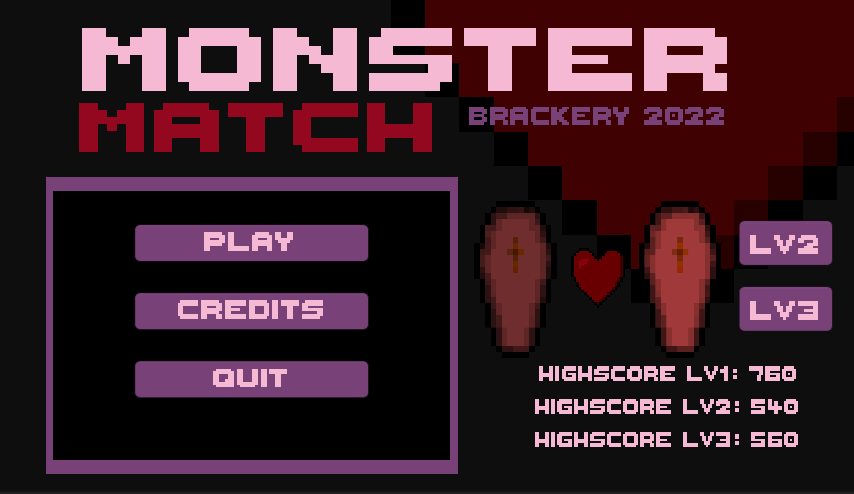 MONSTER
MATCH
BRACKERY 2022
PLAY
CREDITS
QUIT
LV2
LV3
HIGHSCORE LV1: 760
HIGHSCORE LV2: 540
HIGHSCORE LV3: 560